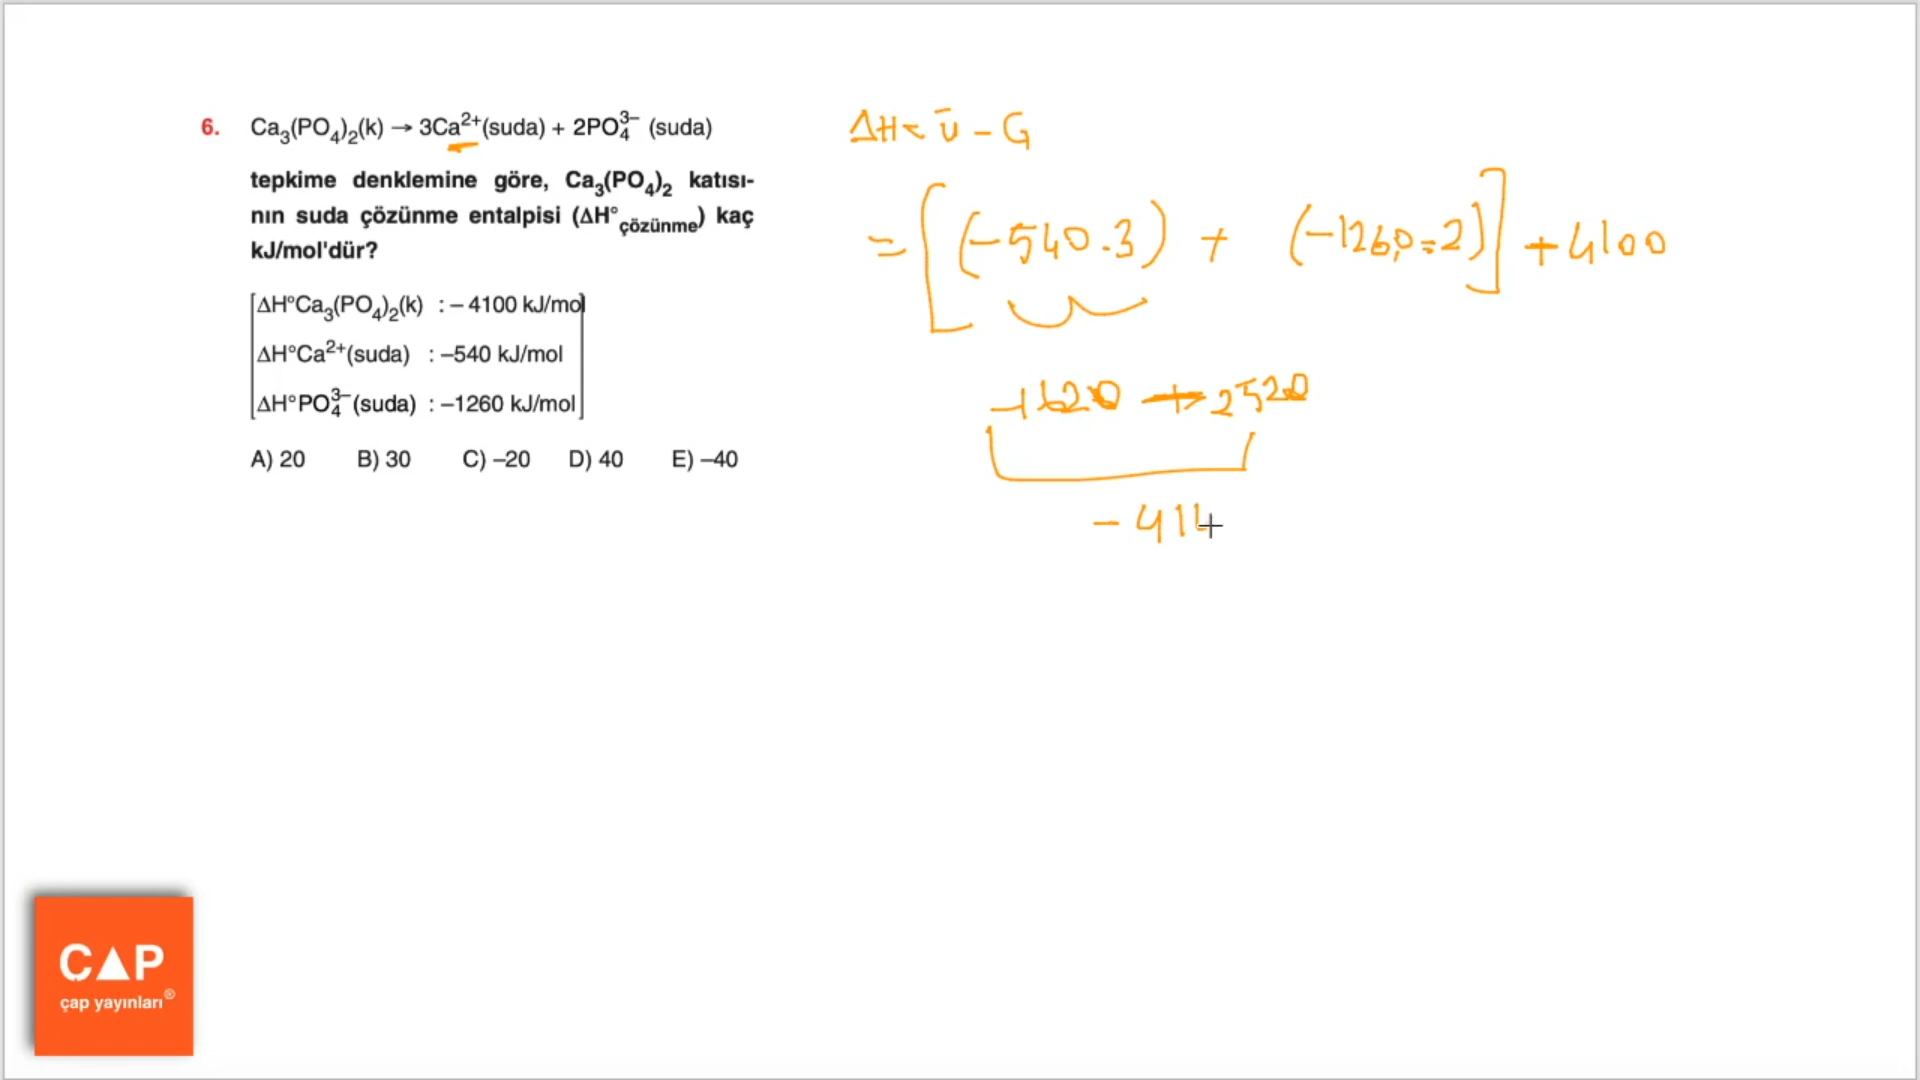 6. Ca₃(PO₄)₂(k) → 3Ca²⁺(suda) + 2PO₄³⁻ (suda)
tepkime denklemine göre, Ca₃(PO₄)₂ katısı-
nın suda çözünme entalpisi (ΔH°çözünme) kaç
kJ/mol'dür?
ΔH°Ca₃(PO₄)₂(k) : – 4100 kJ/mol
ΔH°Ca²⁺(suda) : –540 kJ/mol
ΔH°PO₄³⁻(suda) : –1260 kJ/mol
A) 20 B) 30 C) –20 D) 40 E) –40
ΔH = Ü - G
= [(-540.3) + (-1260.2)] + 4100
-1620 + -2520
- 414
CAP
çap yayınları®